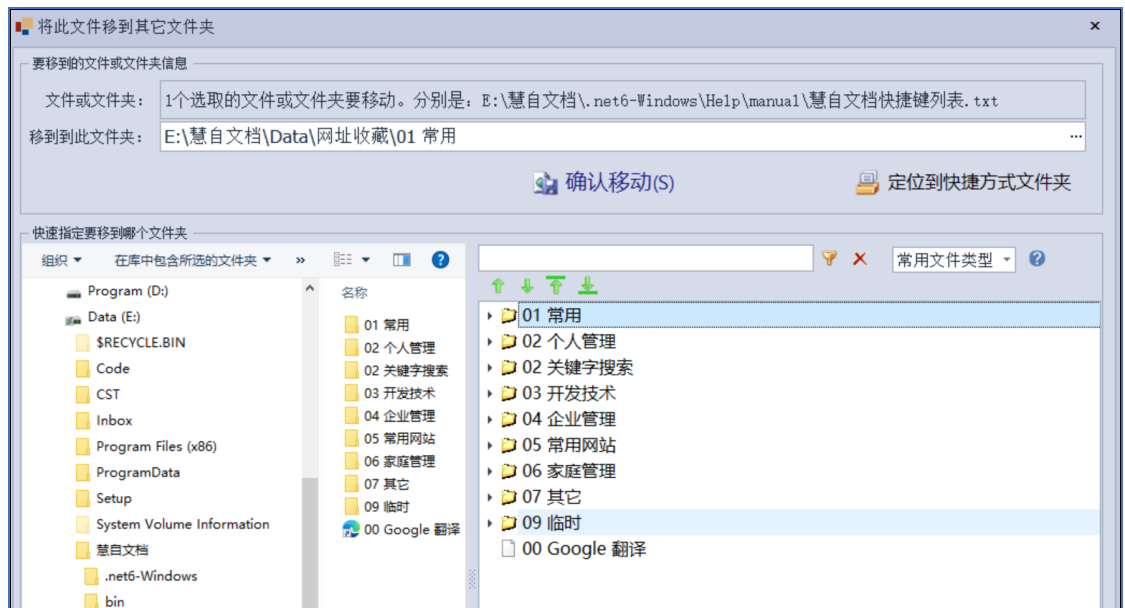 将此文件移到其它文件夹
要移到的文件或文件夹信息
文件或文件夹： 1个选取的文件或文件夹要移动。分别是：E:\慧自文档\.net6-Windows\Help\manual\慧自文档快捷键列表.txt
移到到此文件夹： E:\慧自文档\Data\网址收藏\01 常用 ...
确认移动(S) 定位到快捷方式文件夹
快速指定要移到哪个文件夹
组织 在库中包含所选的文件夹 » 常用文件类型
Program (D:)
Data (E:)
$RECYCLE.BIN
Code
CST
Inbox
Program Files (x86)
ProgramData
Setup
System Volume Information
慧自文档
.net6-Windows
bin
名称
01 常用
02 个人管理
02 关键字搜索
03 开发技术
04 企业管理
05 常用网站
06 家庭管理
07 其它
09 临时
00 Google 翻译
01 常用
02 个人管理
02 关键字搜索
03 开发技术
04 企业管理
05 常用网站
06 家庭管理
07 其它
09 临时
00 Google 翻译